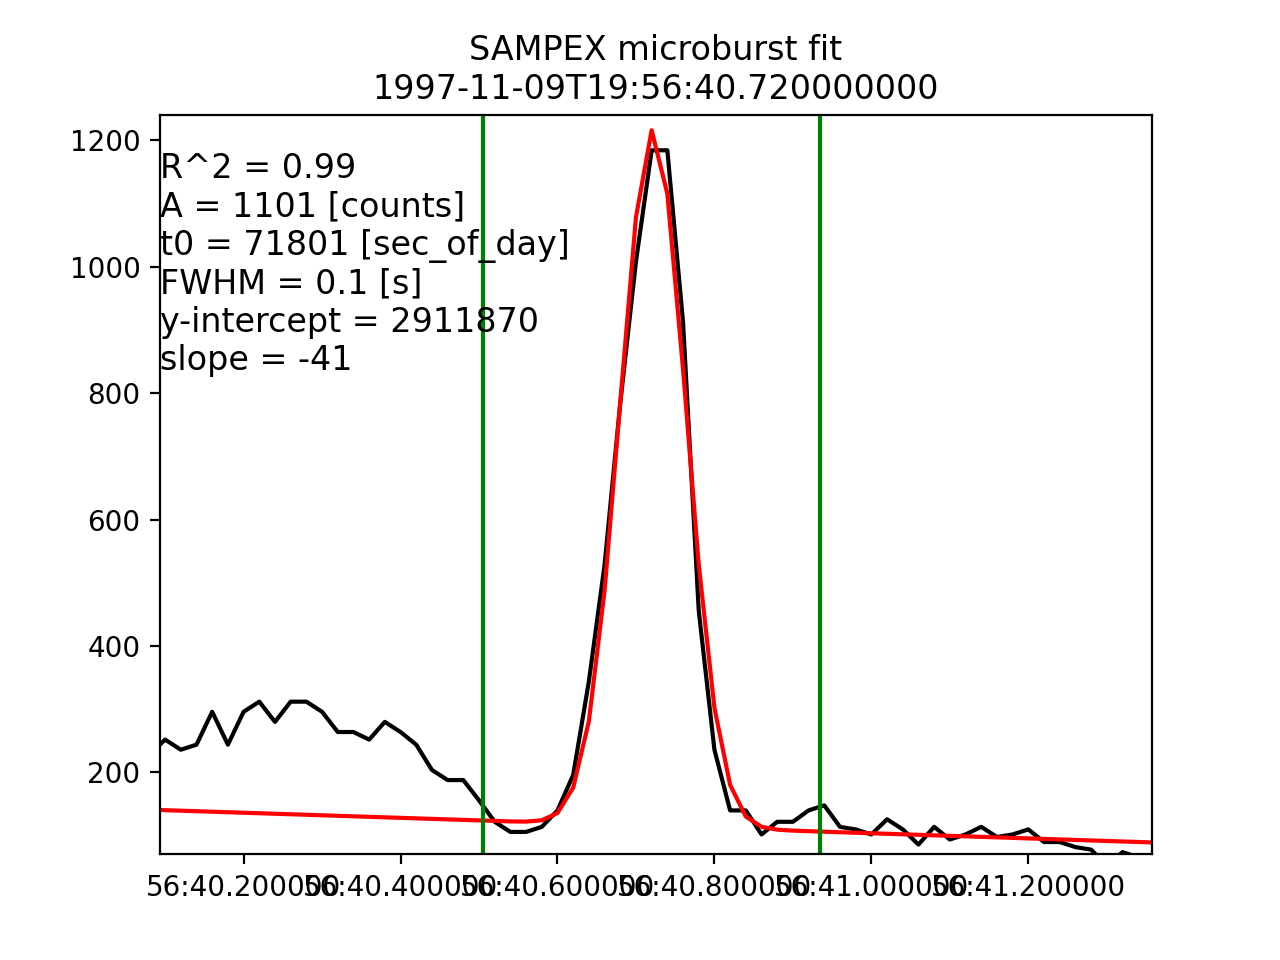 SAMPEX microburst fit
1997-11-09T19:56:40.720000000
R^2 = 0.99
A = 1101 [counts]
t0 = 71801 [sec_of_day]
FWHM = 0.1 [s]
y-intercept = 2911870
slope = -41
1200
1000
800
600
400
200
56:40.200000
56:40.400000
56:40.600000
56:40.800000
56:41.000000
56:41.200000